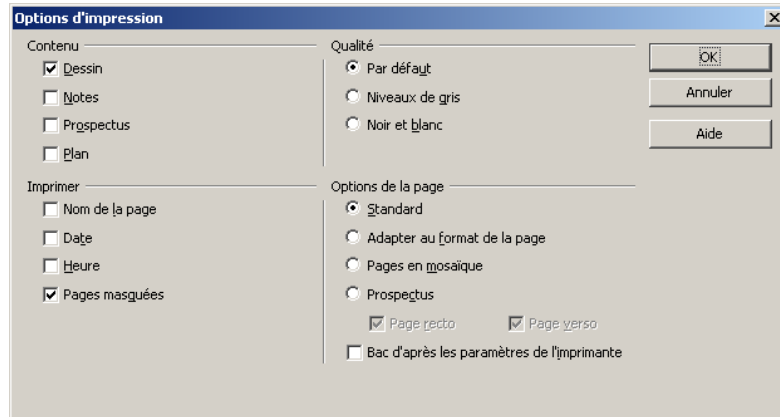 Options d'impression
Contenu
Dessin
Notes
Prospectus
Plan
Qualité
Par défaut
Niveaux de gris
Noir et blanc
OK
Annuler
Aide
Imprimer
Nom de la page
Date
Heure
Pages masquées
Options de la page
Standard
Adapter au format de la page
Pages en mosaïque
Prospectus
Page recto Page verso
Bac d'après les paramètres de l'imprimante